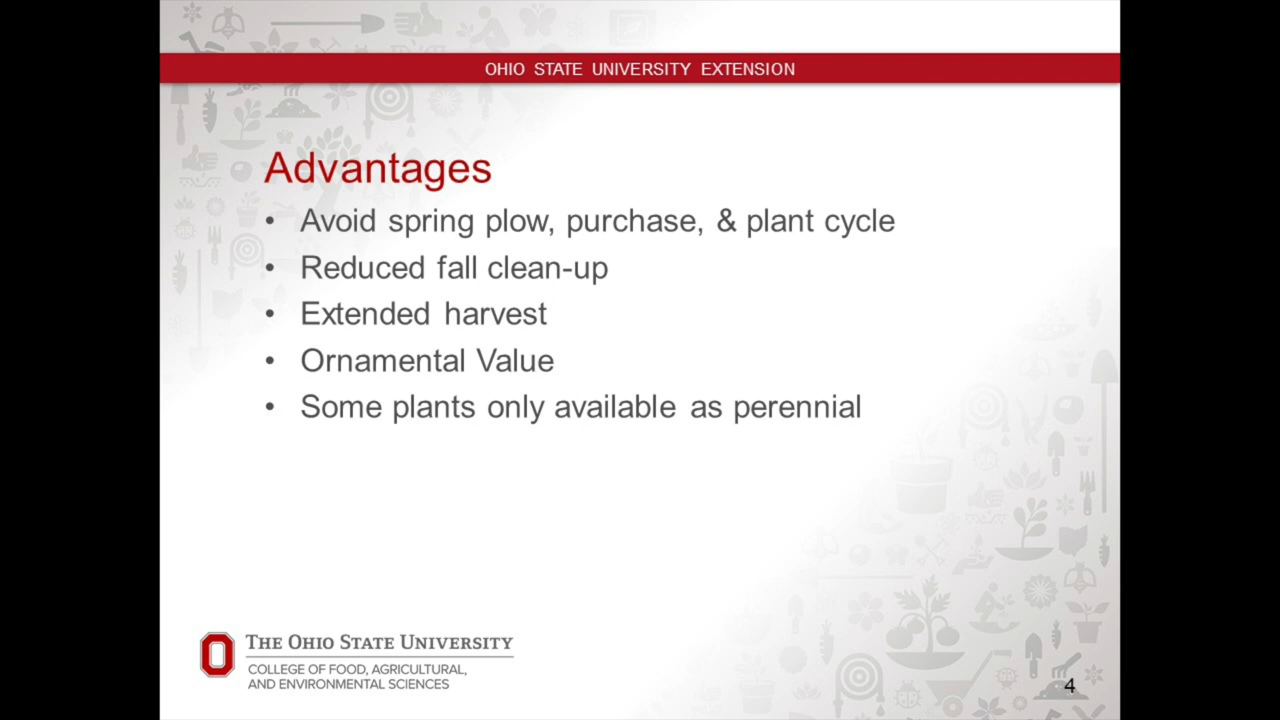 OHIO STATE UNIVERSITY EXTENSION
Advantages
• Avoid spring plow, purchase, & plant cycle
• Reduced fall clean-up
• Extended harvest
• Ornamental Value
• Some plants only available as perennial
THE OHIO STATE UNIVERSITY
COLLEGE OF FOOD, AGRICULTURAL,
AND ENVIRONMENTAL SCIENCES
4